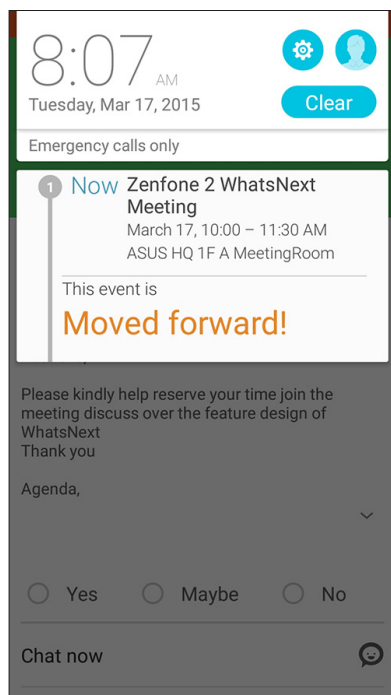 8:07 AM
Tuesday, Mar 17, 2015
Clear
Emergency calls only
1 Now Zenfone 2 WhatsNext
Meeting
March 17, 10:00 – 11:30 AM
ASUS HQ 1F A MeetingRoom
This event is
Moved forward!
Please kindly help reserve your time join the
meeting discuss over the feature design of
WhatsNext
Thank you
Agenda,
Yes Maybe No
Chat now